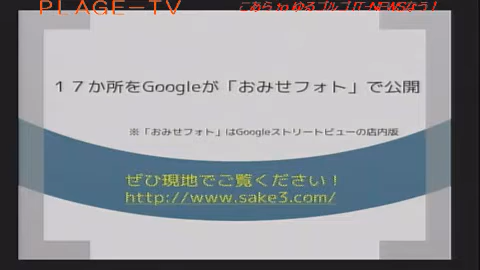 PLAGE-TV
１７か所をGoogleが「おみせフォト」で公開
※「おみせフォト」はGoogleストリートビューの店内版
ぜひ現地でご覧ください！
http://www.sake3.com/